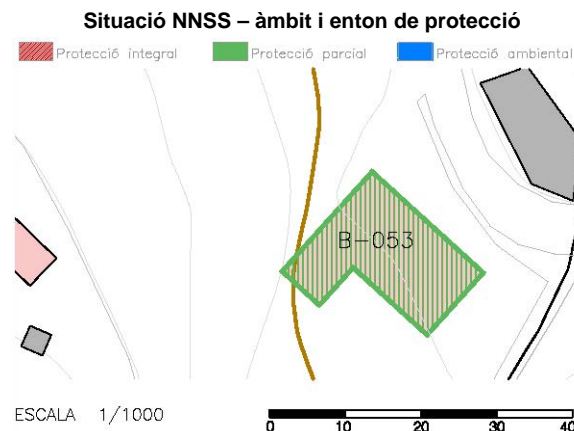 Situació NNSS – àmbit i enton de protecció
Protecció integral Protecció parcial Protecció ambiental
B-053
ESCALA 1/1000
0 10 20 30 40